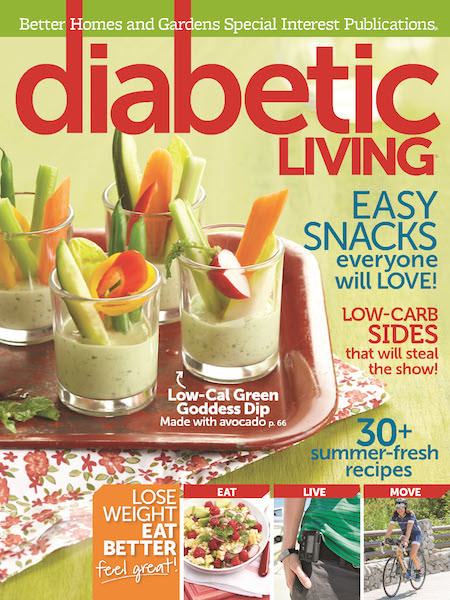 Better Homes and Gardens Special Interest Publications®
diabetic
LIVING®
EASY
SNACKS
everyone
will LOVE!
LOW-CARB
SIDES
that will steal
the show!
Low-Cal Green
Goddess Dip
Made with avocado p. 66
30+
summer-fresh
recipes
LOSE
WEIGHT
EAT
BETTER
feel great!
EAT
LIVE
MOVE